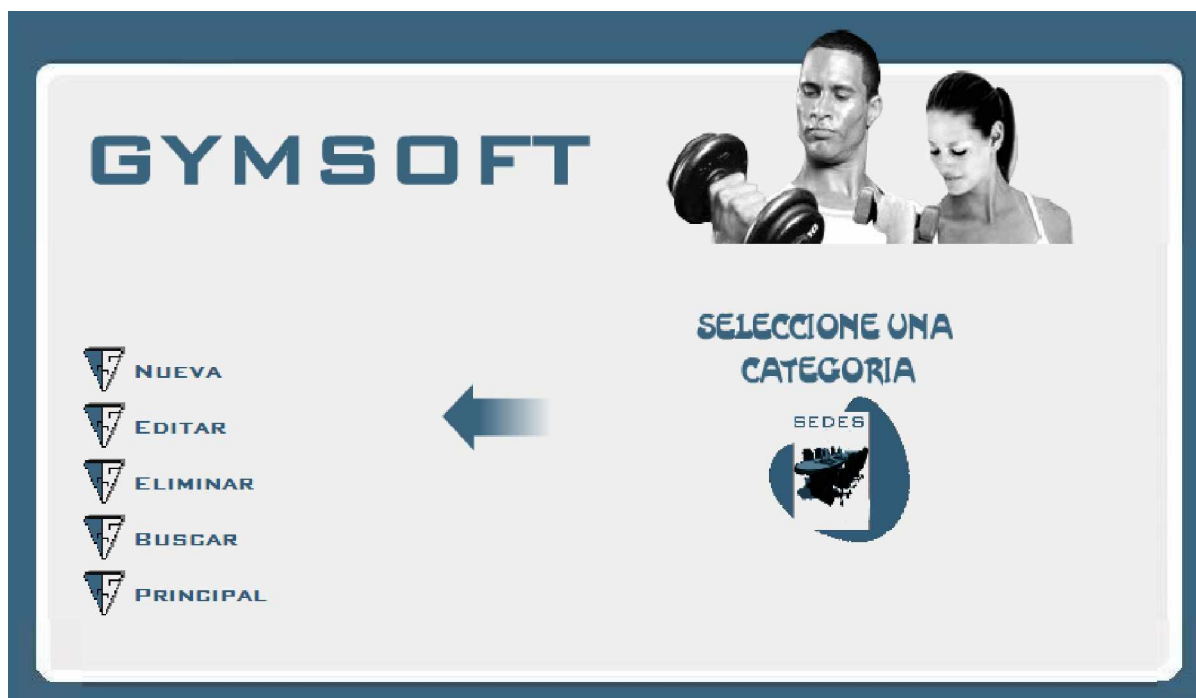 GYMSOFT
SELECCIONE UNA
CATEGORIA
NUEVA
EDITAR
ELIMINAR
BUSCAR
PRINCIPAL
SEDES